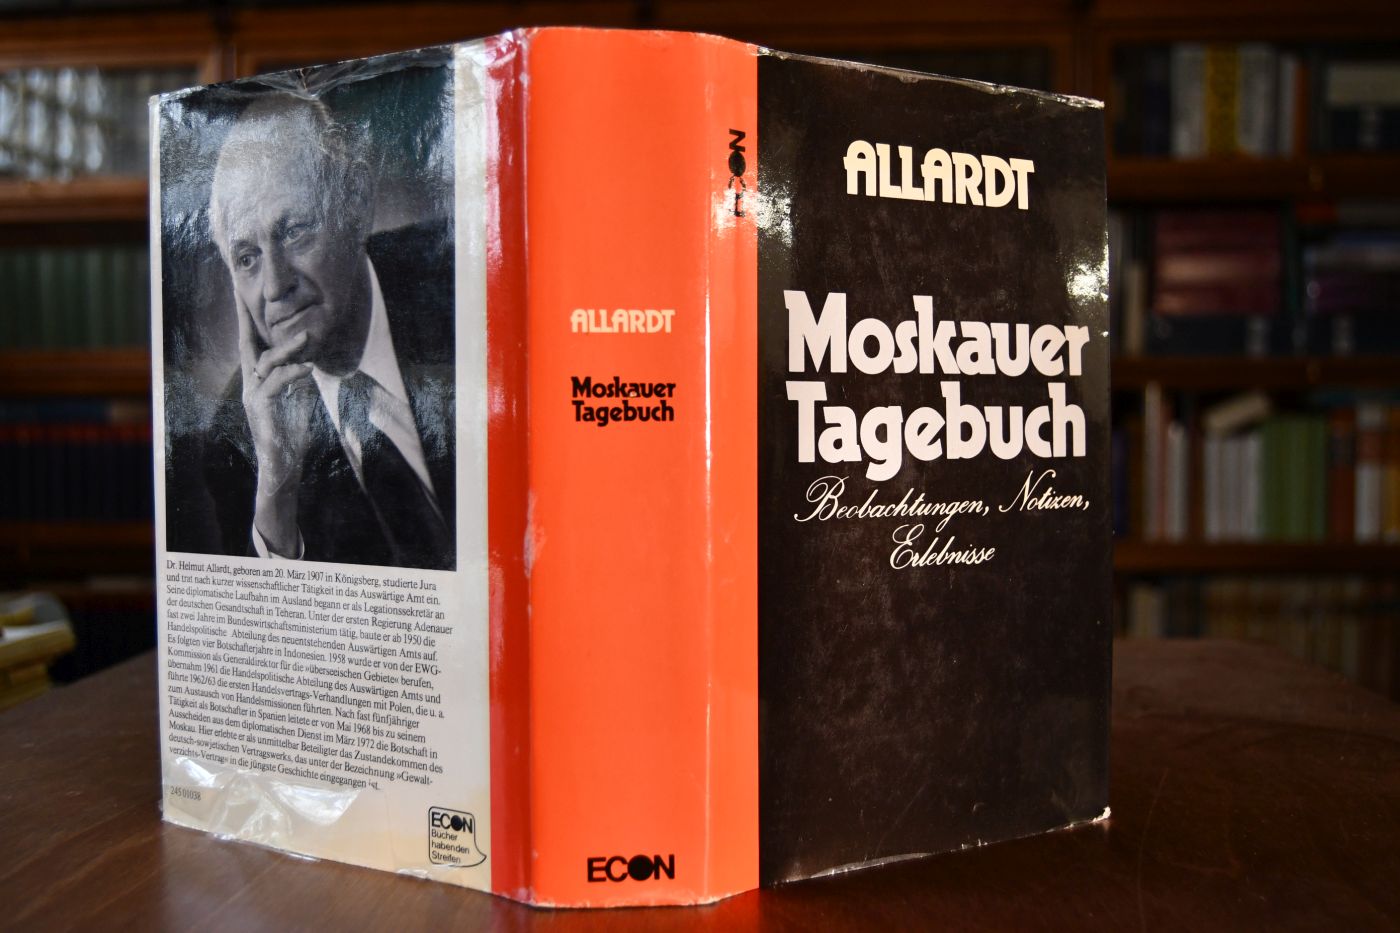 Dr. Helmut Allardt, geboren am 20. März 1907 in Königsberg, studierte Jura
und trat nach kurzer wissenschaftlicher Tätigkeit in das Auswärtige Amt ein.
Seine diplomatische Laufbahn im Ausland begann er als Legationssekretär an
der deutschen Gesandtschaft in Teheran. Unter der ersten Regierung Adenauer
fast zwei Jahre im Bundeswirtschaftsministerium tätig, baute er ab 1950 die
Handelspolitische Abteilung des neuentstehenden Auswärtigen Amts auf.
Es folgten vier Botschafterjahre in Indonesien. 1958 wurde er von der EWG-
Kommission als Generaldirektor für die »überseeischen Gebiete« berufen,
übernahm 1961 die Handelspolitische Abteilung des Auswärtigen Amts und
führte 1962/63 die ersten Handelsvertrags-Verhandlungen mit Polen, die u. a.
zum Austausch von Handelsmissionen führten. Nach fast fünfjähriger
Tätigkeit als Botschafter in Spanien leitete er von Mai 1968 bis zu seinem
Ausscheiden aus dem diplomatischen Dienst im März 1972 die Botschaft in
Moskau. Hier erlebte er als unmittelbar Beteiligter das Zustandekommen des
deutsch-sowjetischen Vertragswerks, das unter der Bezeichnung »Gewalt-
verzichts-Vertrag« in die jüngste Geschichte eingegangen ist.
245 01038
ECON
Bücher
haben den
Streifen
ALLARDT
Moskauer
Tagebuch
ECON
ECON
ALLARDT
Moskauer
Tagebuch
Beobachtungen, Notizen,
Erlebnisse